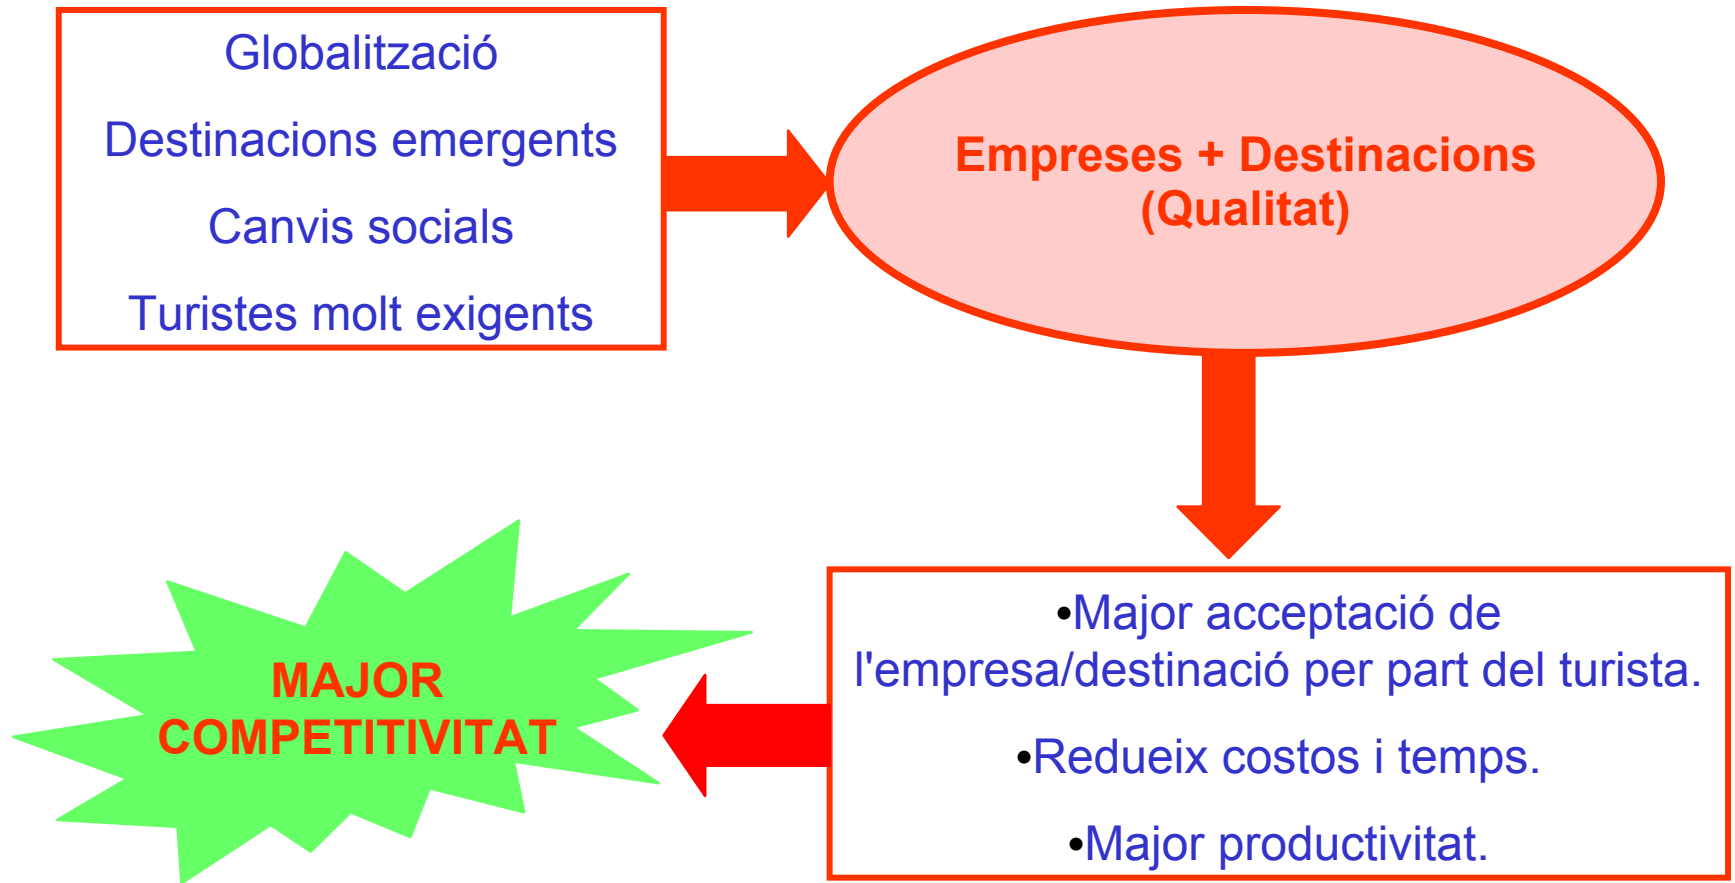 Globalització
Destinacions emergents
Canvis socials
Turistes molt exigents
Empreses + Destinacions
(Qualitat)
•Major acceptació de
l'empresa/destinació per part del turista.
•Redueix costos i temps.
•Major productivitat.
MAJOR
COMPETITIVITAT